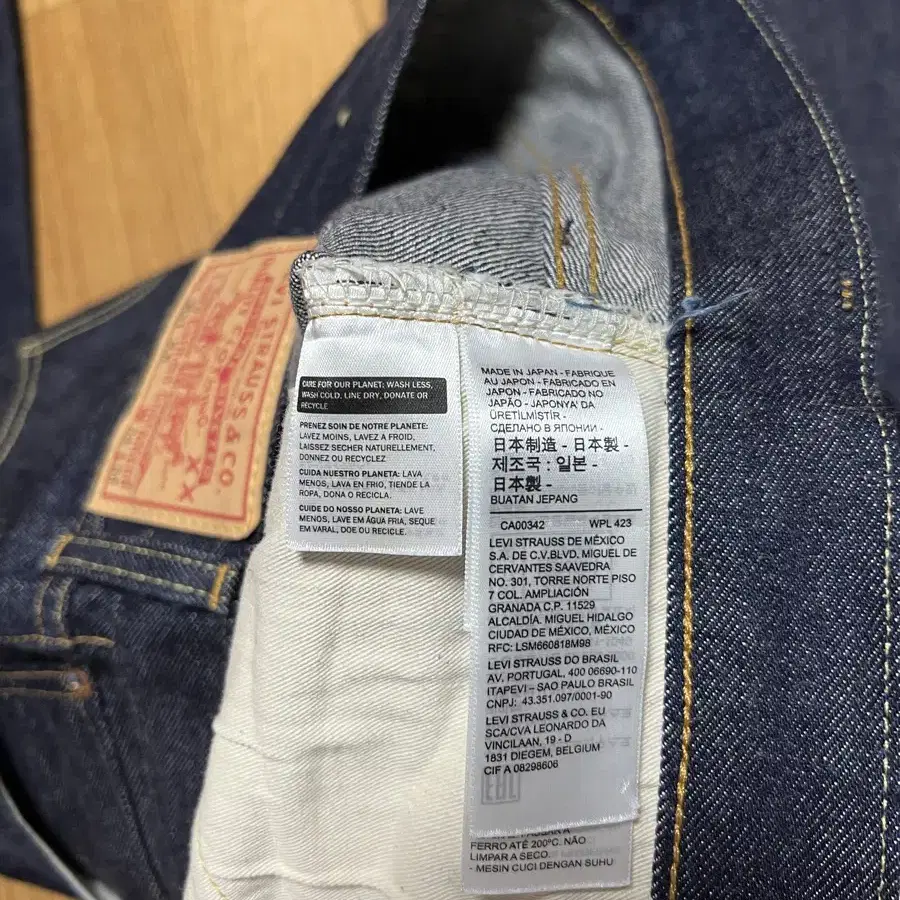 STRAUSS & CO.
XX
CARE FOR OUR PLANET: WASH LESS,
WASH COLD, LINE DRY, DONATE OR
RECYCLE
PRENEZ SOIN DE NOTRE PLANETE:
LAVEZ MOINS, LAVEZ A FROID,
LAISSEZ SECHER NATURELLEMENT,
DONNEZ OU RECYCLEZ.
CUIDA NUESTRO PLANETA: LAVA
MENOS, LAVA EN FRIO, TIENDE LA
ROPA, DONA O RECICLA.
CUIDE DO NOSSO PLANETA: LAVE
MENOS, LAVE EM ÁGUA FRIA, SEQUE
EM VARAL, DOE OU RECICLE.
MADE IN JAPAN - FABRIQUE
AU JAPON - FABRICADO EN
JAPON - FABRICADO NO
JAPÃO - JAPONYA' DA
ÜRETILMİSTİR -
СДЕЛАНО В ЯПОНИИ -
日本制造 - 日本製 -
제조국 : 일본 -
日本製 -
BUATAN JEPANG
CA00342 WPL 423
LEVI STRAUSS DE MÉXICO
S.A. DE C.V.BLVD. MIGUEL DE
CERVANTES SAAVEDRA
NO. 301, TORRE NORTE PISO
7 COL. AMPLIACIÓN
GRANADA C.P. 11529
ALCALDÍA. MIGUEL HIDALGO
CIUDAD DE MÉXICO, MÉXICO
RFC: LSM660818M98
LEVI STRAUSS DO BRASIL
AV. PORTUGAL, 400 06690-110
ITAPEVI – SAO PAULO BRASIL
CNPJ: 43.351.097/0001-90
LEVI STRAUSS & CO. EU
SCA/CVA LEONARDO DA
VINCILAAN, 19 - D
1831 DIEGEM, BELGIUM
CIF A 08298606
EAC
FERRO ATÉ 200ºC. NÃO
LIMPAR A SECO.
- MESIN CUCI DENGAN SUHU